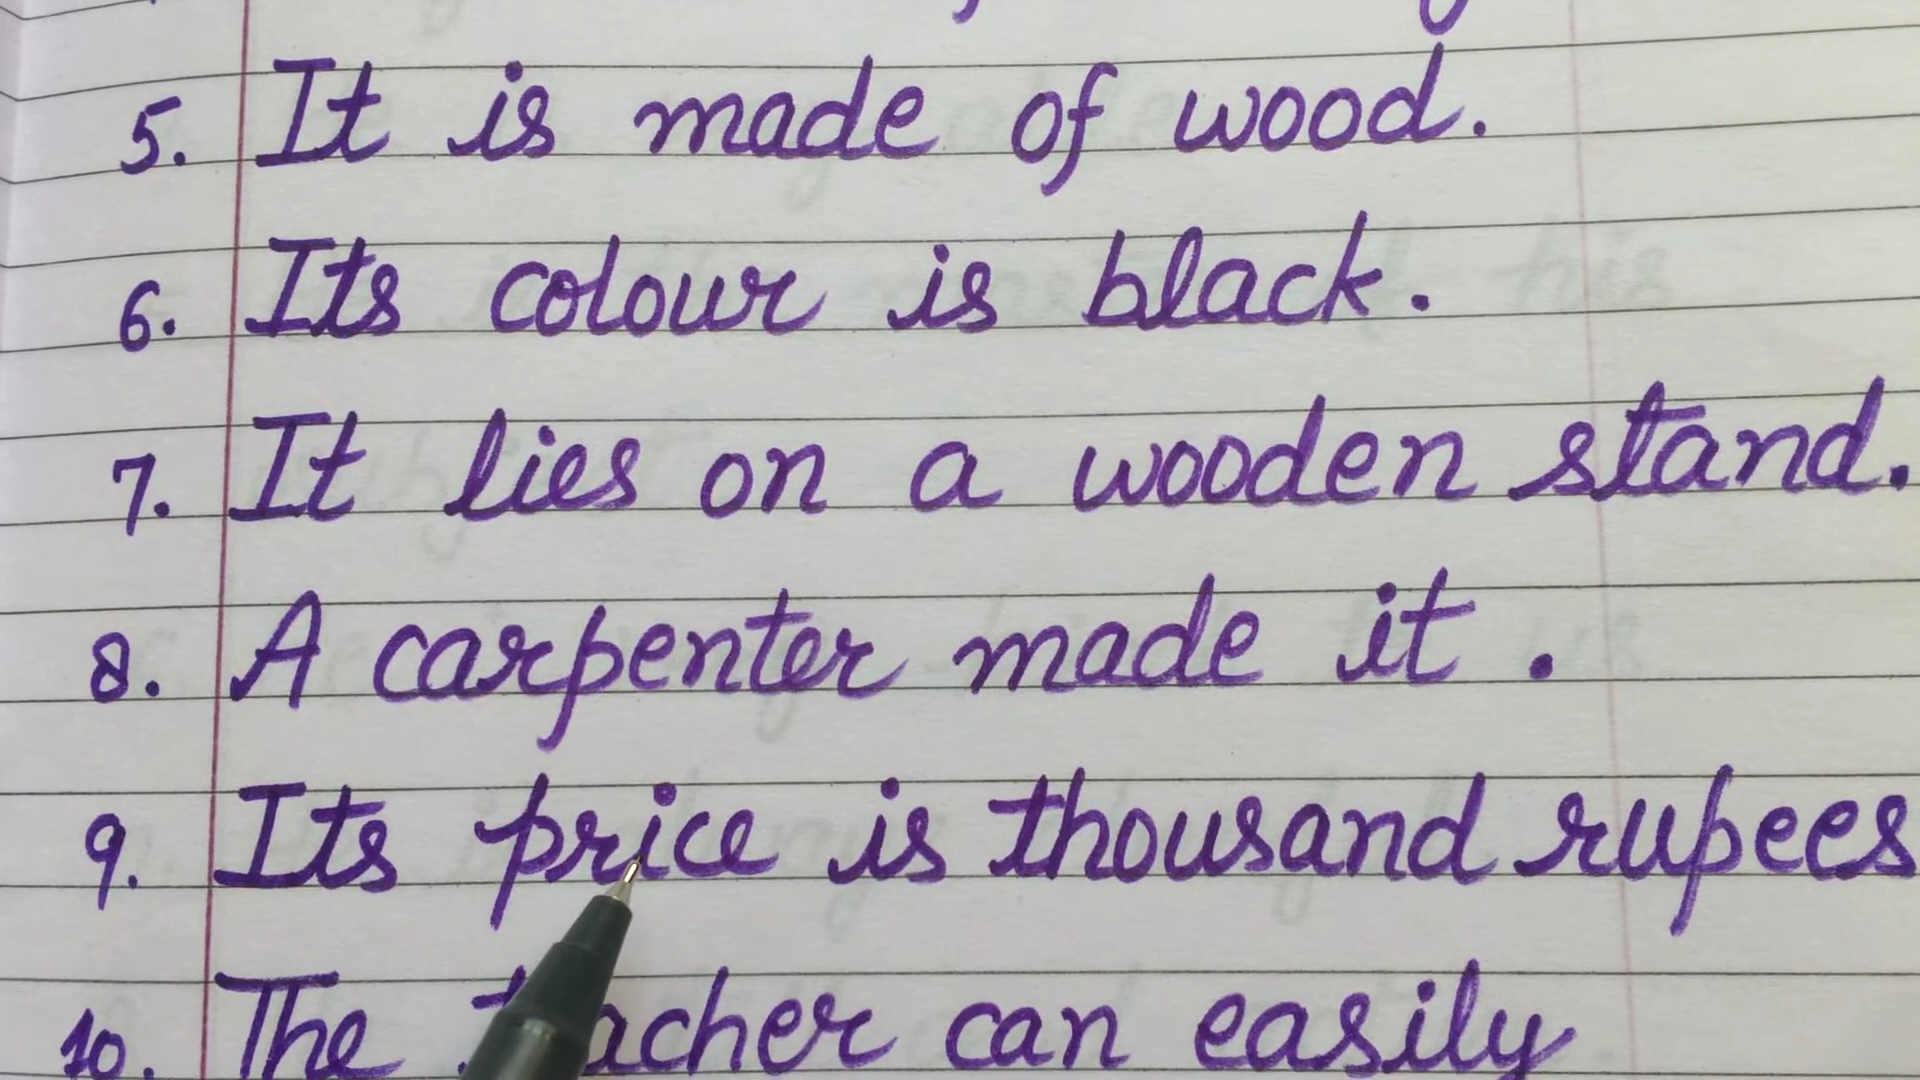 5. It is made of wood.
6. Its colour is black.
7. It lies on a wooden stand.
8. A carpenter made it .
9. Its price is thousand rupees
10. The teacher can easily